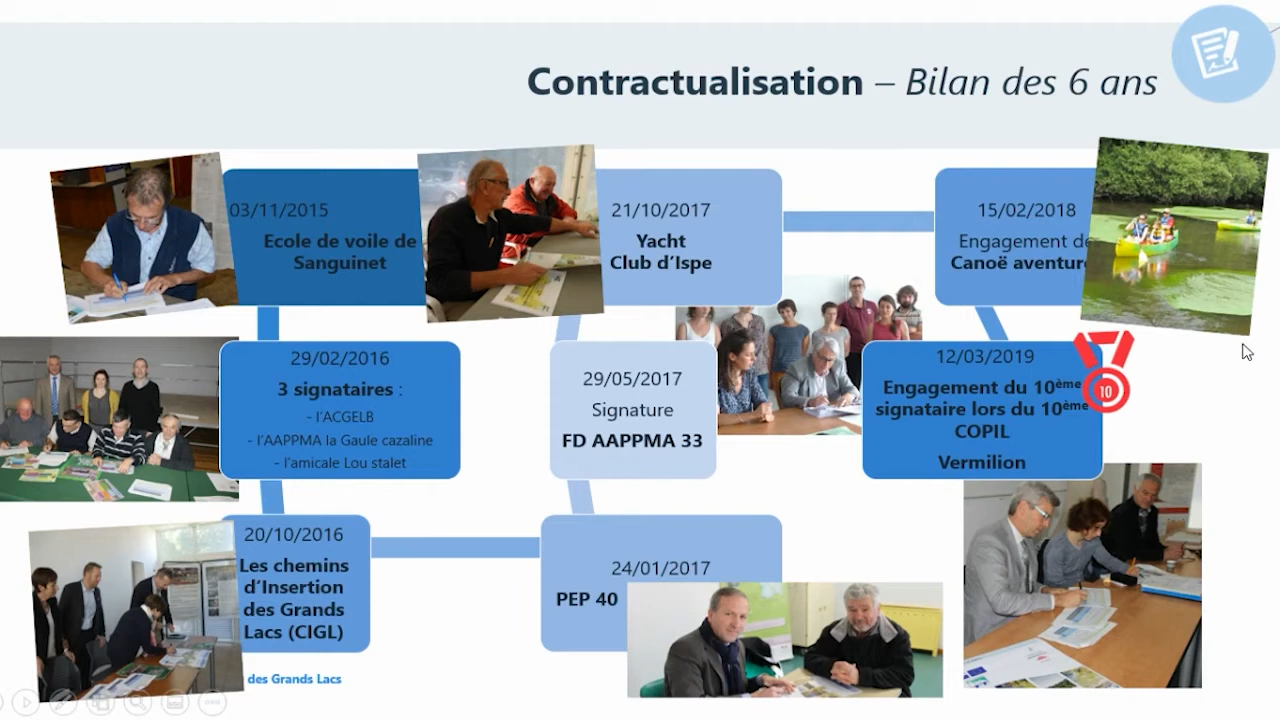 Contractualisation – Bilan des 6 ans
03/11/2015
Ecole de voile de
Sanguinet
29/02/2016
3 signataires :
- l'ACGELB
- l'AAPPMA la Gaule cazaline
- l'amicale Lou stalet
20/10/2016
Les chemins
d'Insertion
des Grands
Lacs (CIGL)
des Grands Lacs
24/01/2017
PEP 40
29/05/2017
Signature
FD AAPPMA 33
21/10/2017
Yacht
Club d'Ispe
15/02/2018
Engagement de
Canoë aventure
12/03/2019
Engagement du 10ème
signataire lors du 10ème
COPIL
Vermilion
10